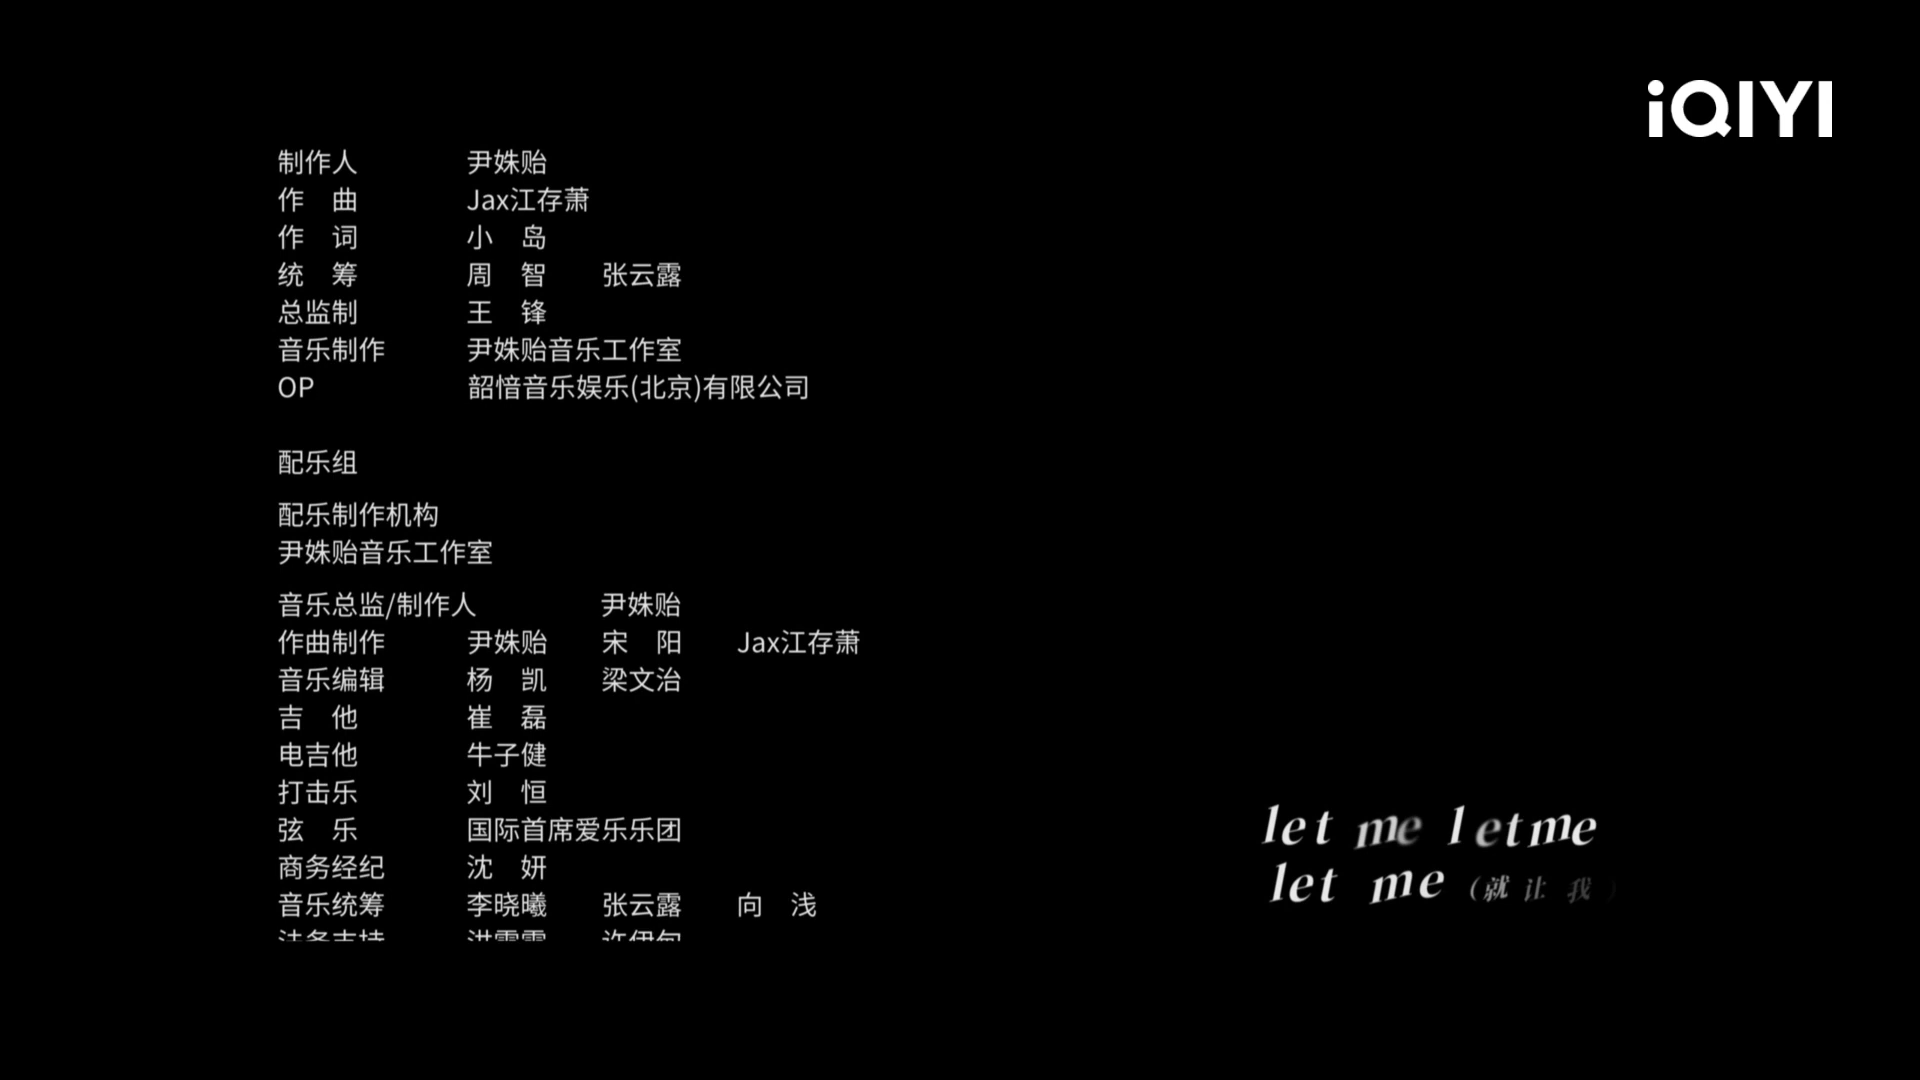 iQIYI
制作人 尹姝贻
作 曲 Jax江存萧
作 词 小 岛
统 筹 周 智 张云露
总监制 王 锋
音乐制作 尹姝贻音乐工作室
OP 韶愔音乐娱乐(北京)有限公司
配乐组
配乐制作机构
尹姝贻音乐工作室
音乐总监/制作人 尹姝贻
作曲制作 尹姝贻 宋 阳 Jax江存萧
音乐编辑 杨 凯 梁文治
吉 他 崔 磊
电吉他 牛子健
打击乐 刘 恒
弦 乐 国际首席爱乐乐团
商务经纪 沈 妍
音乐统筹 李晓曦 张云露 向 浅
let me letme
let me (就让我)